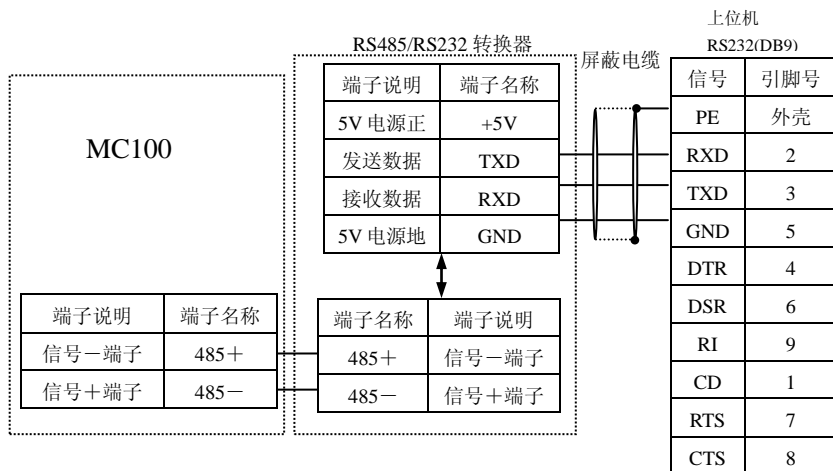 上位机
RS485/RS232 转换器
屏蔽电缆
RS232(DB9)
MC100
端子说明 端子名称
5V 电源正 +5V
发送数据 TXD
接收数据 RXD
5V 电源地 GND
信号 引脚号
PE 外壳
RXD 2
TXD 3
GND 5
DTR 4
DSR 6
RI 9
CD 1
RTS 7
CTS 8
端子说明 端子名称
信号－端子 485＋
信号＋端子 485－
端子名称 端子说明
485＋ 信号－端子
485－ 信号＋端子